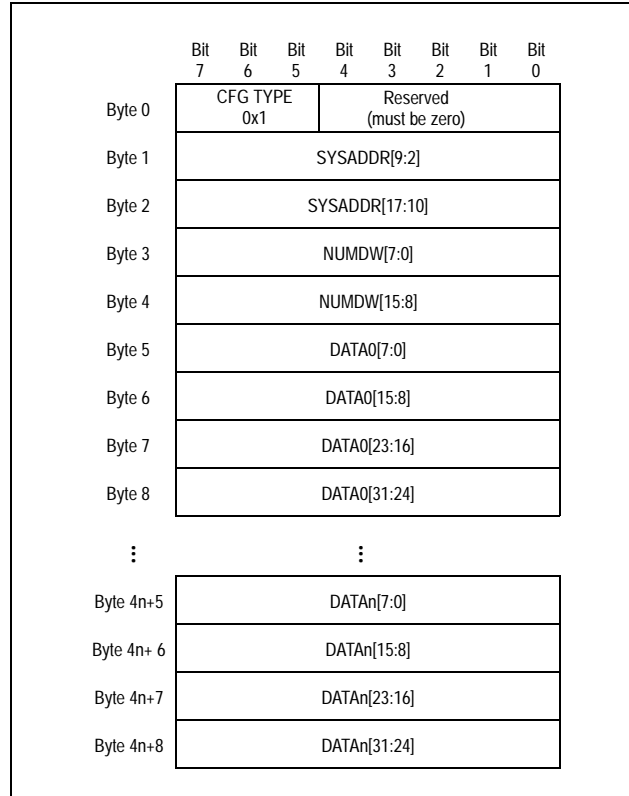 Bit Bit Bit Bit Bit Bit Bit Bit
7 6 5 4 3 2 1 0
Byte 0 CFG TYPE Reserved
0x1 (must be zero)
Byte 1 SYSADDR[9:2]
Byte 2 SYSADDR[17:10]
Byte 3 NUMDW[7:0]
Byte 4 NUMDW[15:8]
Byte 5 DATA0[7:0]
Byte 6 DATA0[15:8]
Byte 7 DATA0[23:16]
Byte 8 DATA0[31:24]
Byte 4n+5 DATAn[7:0]
Byte 4n+ 6 DATAn[15:8]
Byte 4n+7 DATAn[23:16]
Byte 4n+8 DATAn[31:24]